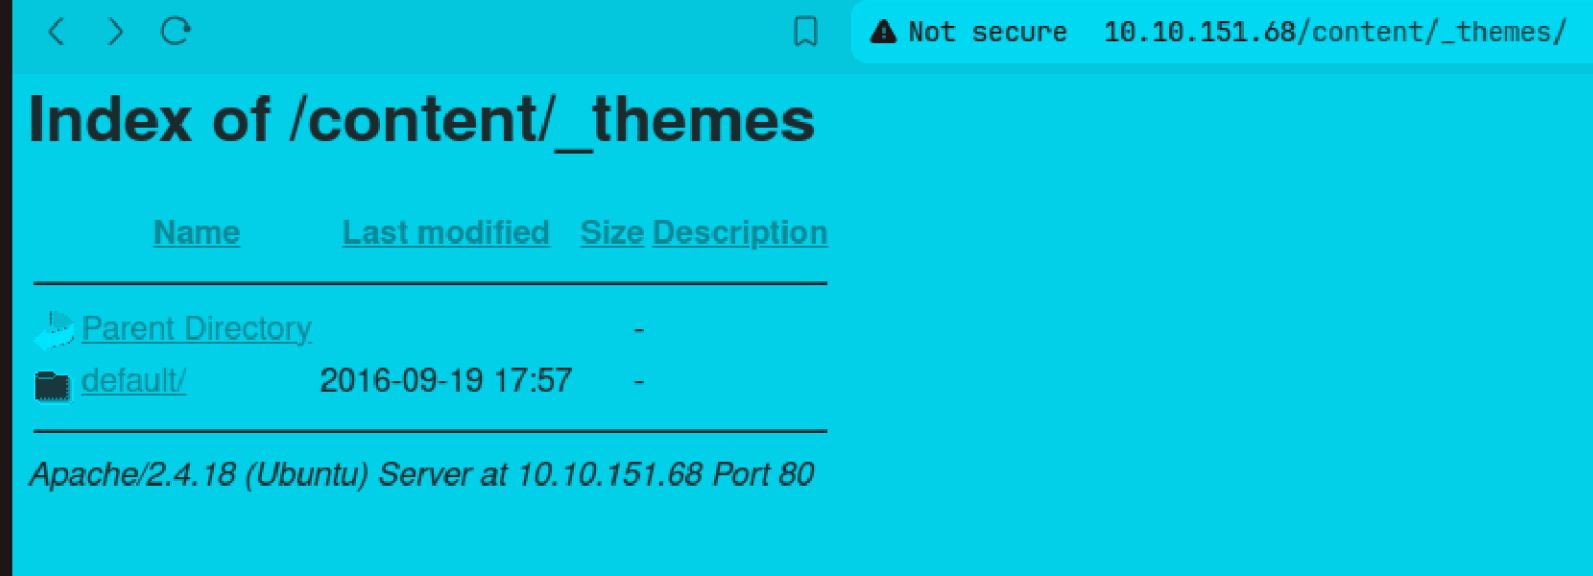 Not secure 10.10.151.68/content/_themes/
Index of /content/_themes
Name Last modified Size Description
Parent Directory -
default/ 2016-09-19 17:57 -
Apache/2.4.18 (Ubuntu) Server at 10.10.151.68 Port 80